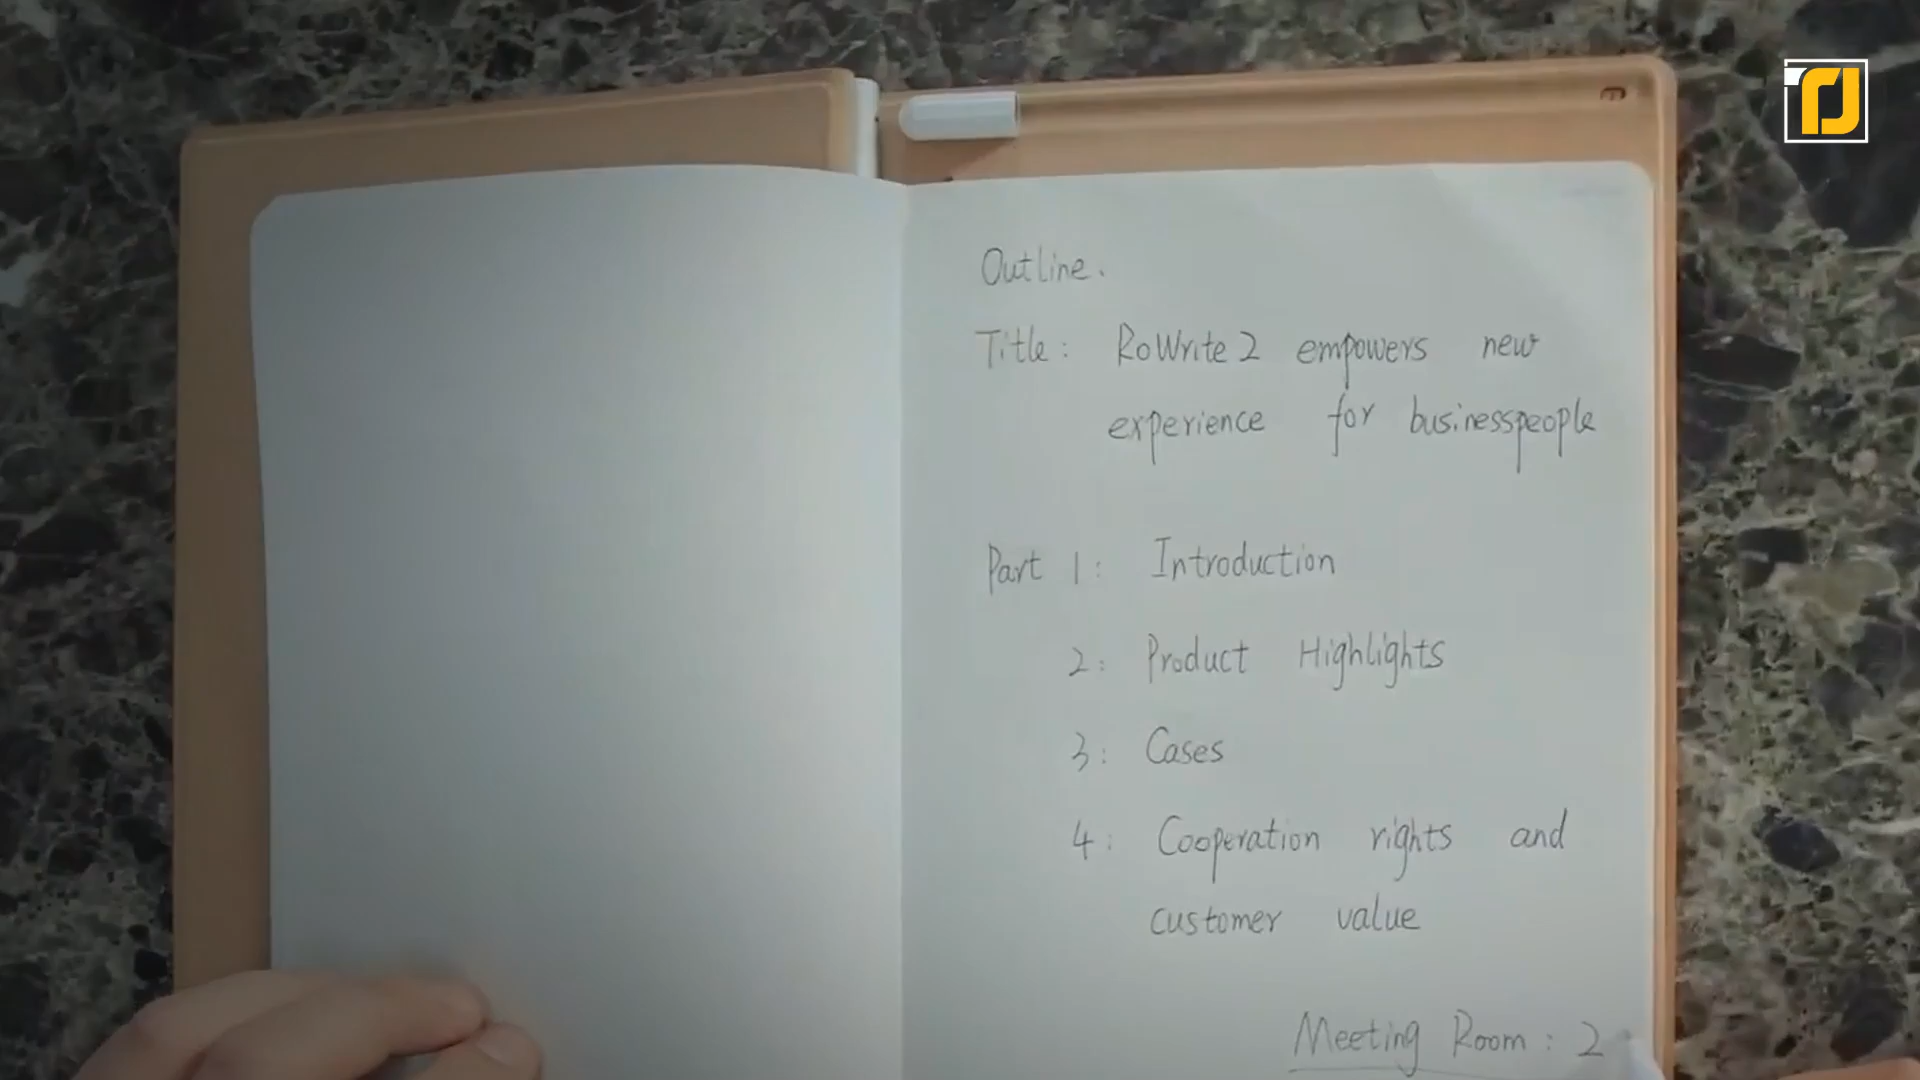 Outline.
Title: RoWrite 2 empowers new
experience for businesspeople
Part 1: Introduction
2: Product Highlights
3: Cases
4: Cooperation rights and
customer value
Meeting Room: 2